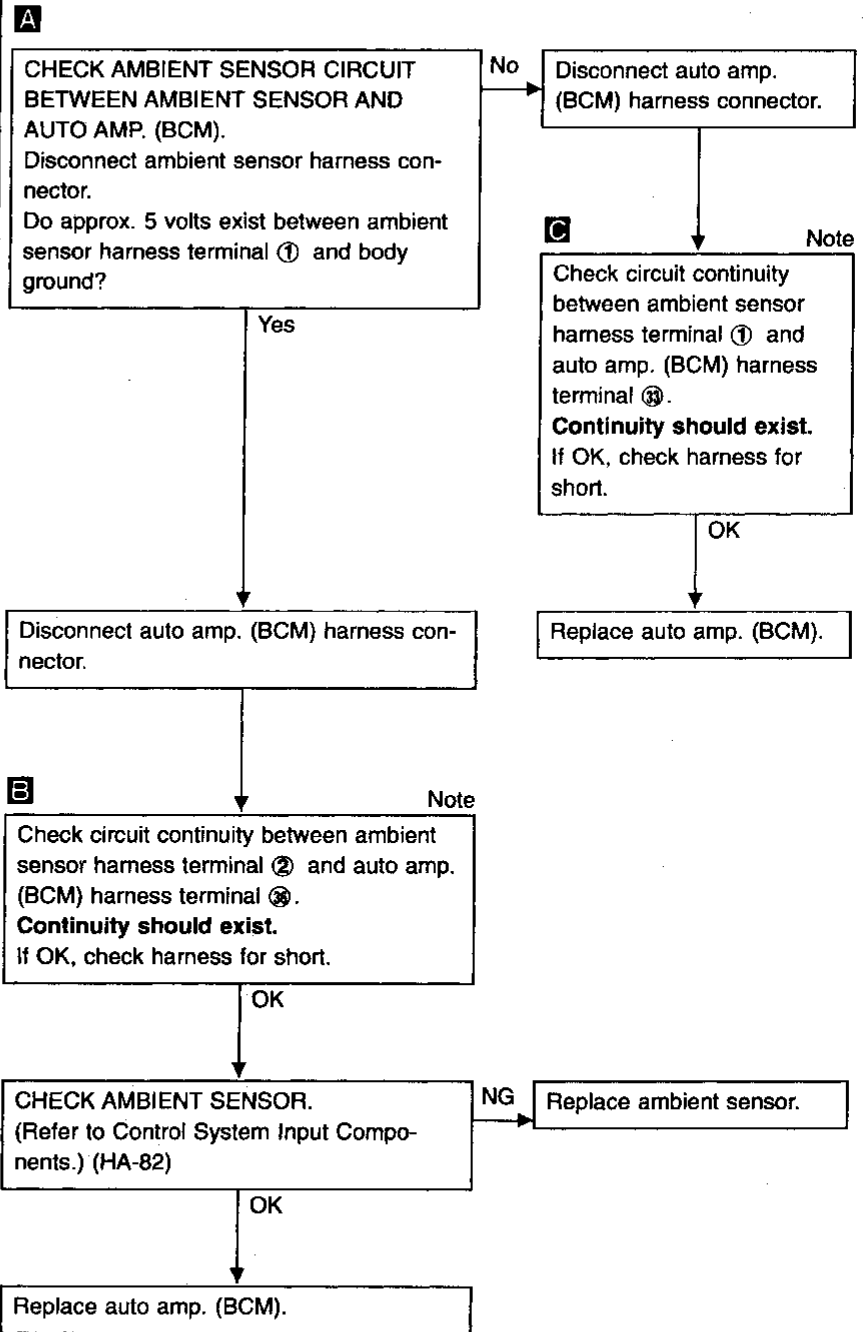 A
CHECK AMBIENT SENSOR CIRCUIT
BETWEEN AMBIENT SENSOR AND
AUTO AMP. (BCM).
Disconnect ambient sensor harness con-
nector.
Do approx. 5 volts exist between ambient
sensor harness terminal ① and body
ground?
No
Disconnect auto amp.
(BCM) harness connector.
Yes
C
Note
Check circuit continuity
between ambient sensor
harness terminal ① and
auto amp. (BCM) harness
terminal ㉝.
Continuity should exist.
If OK, check harness for
short.
OK
Replace auto amp. (BCM).
Disconnect auto amp. (BCM) harness con-
nector.
B
Note
Check circuit continuity between ambient
sensor harness terminal ② and auto amp.
(BCM) harness terminal ㊱.
Continuity should exist.
If OK, check harness for short.
OK
CHECK AMBIENT SENSOR.
(Refer to Control System Input Compo-
nents.) (HA-82)
NG
Replace ambient sensor.
OK
Replace auto amp. (BCM).